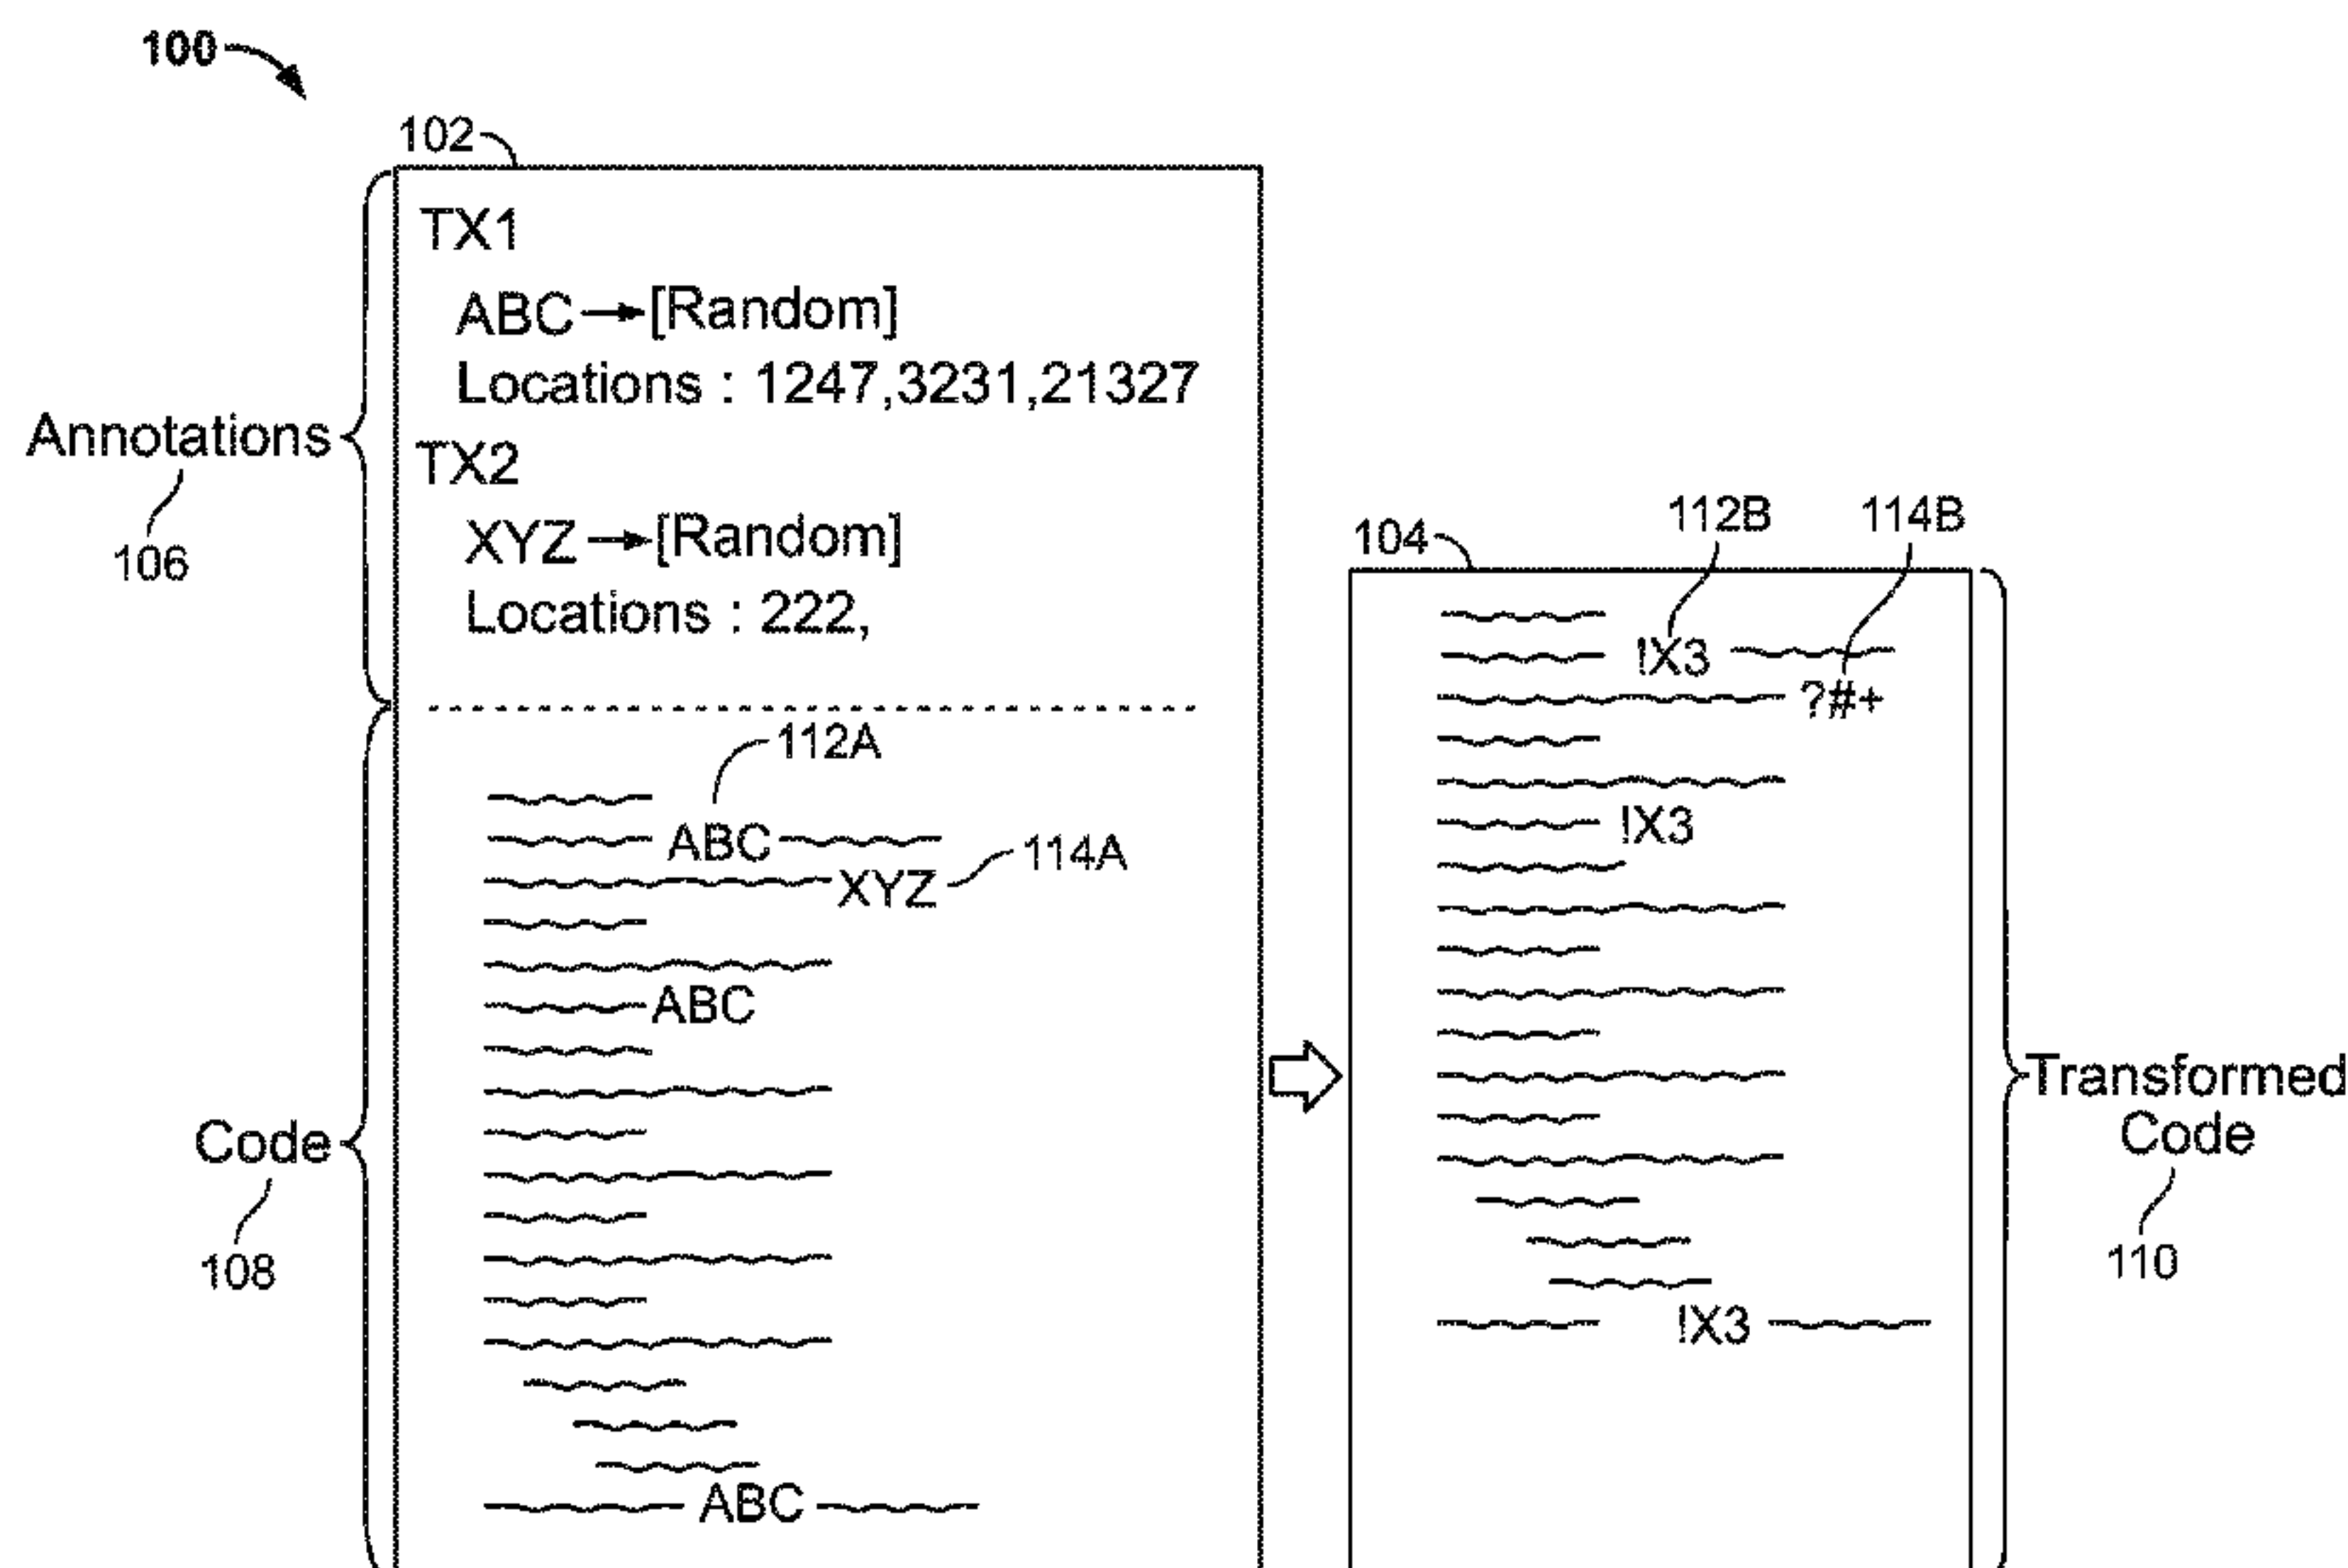 100
102
TX1
ABC→[Random]
Locations : 1247,3231,21327
Annotations
106
TX2
XYZ→[Random]
Locations : 222,
112A
ABC
XYZ
114A
ABC
Code
108
ABC
104
112B
114B
!X3
?#+
!X3
!X3
Transformed
Code
110